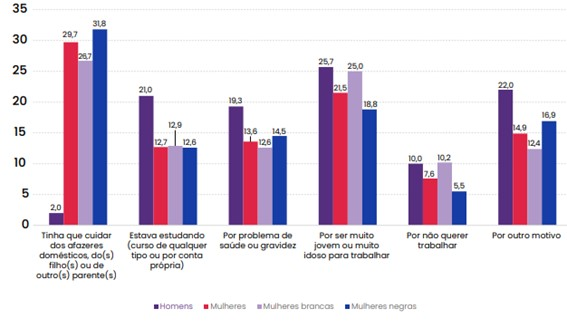 35
30
25
20
15
10
5
0
2,0
29,7
26,7
31,8
21,0
12,7
12,9
12,6
19,3
13,6
12,6
14,5
25,7
21,5
25,0
18,8
10,0
7,6
10,2
5,5
22,0
14,9
12,4
16,9
Tinha que cuidar
dos afazeres
domésticos, do(s)
filho(s) ou de
outro(s) parente(s)
Estava estudando
(curso de qualquer
tipo ou por conta
própria)
Por problema de
saúde ou gravidez
Por ser muito
jovem ou muito
idoso para trabalhar
Por não querer
trabalhar
Por outro motivo
Homens
Mulheres
Mulheres brancas
Mulheres negras